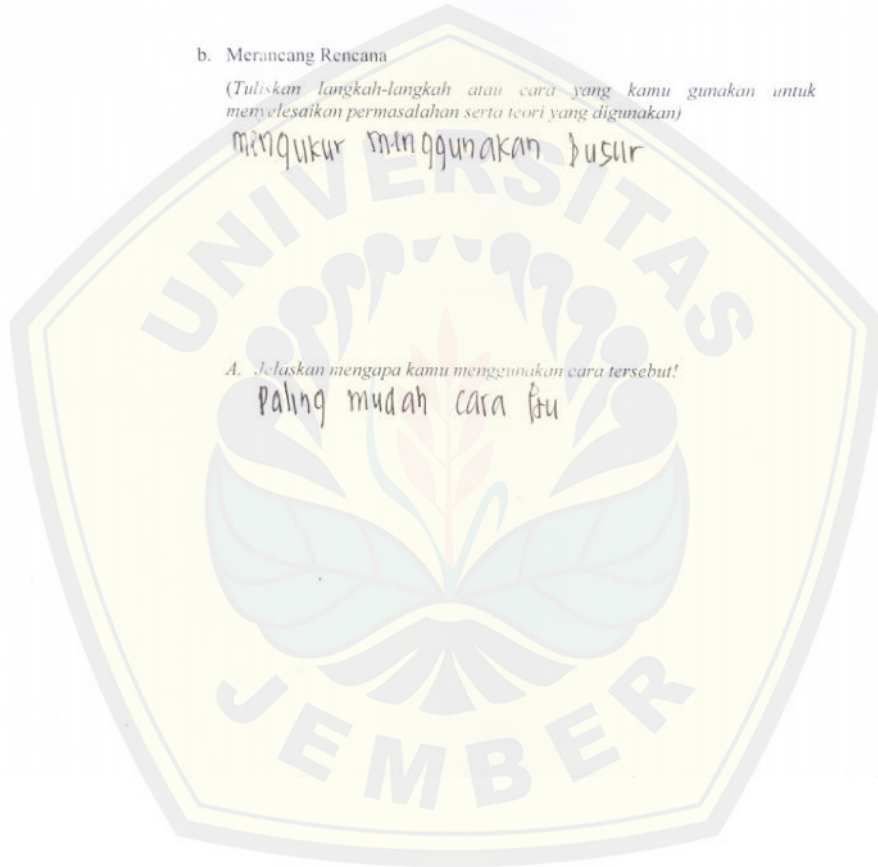 b. Merancang Rencana
(Tuliskan langkah-langkah atau cara yang kamu gunakan untuk
menyelesaikan permasalahan serta teori yang digunakan)
mengukur menggunakan busur
A. Jelaskan mengapa kamu menggunakan cara tersebut!
Paling mudah cara itu
UNIVERSITAS
JEMBER